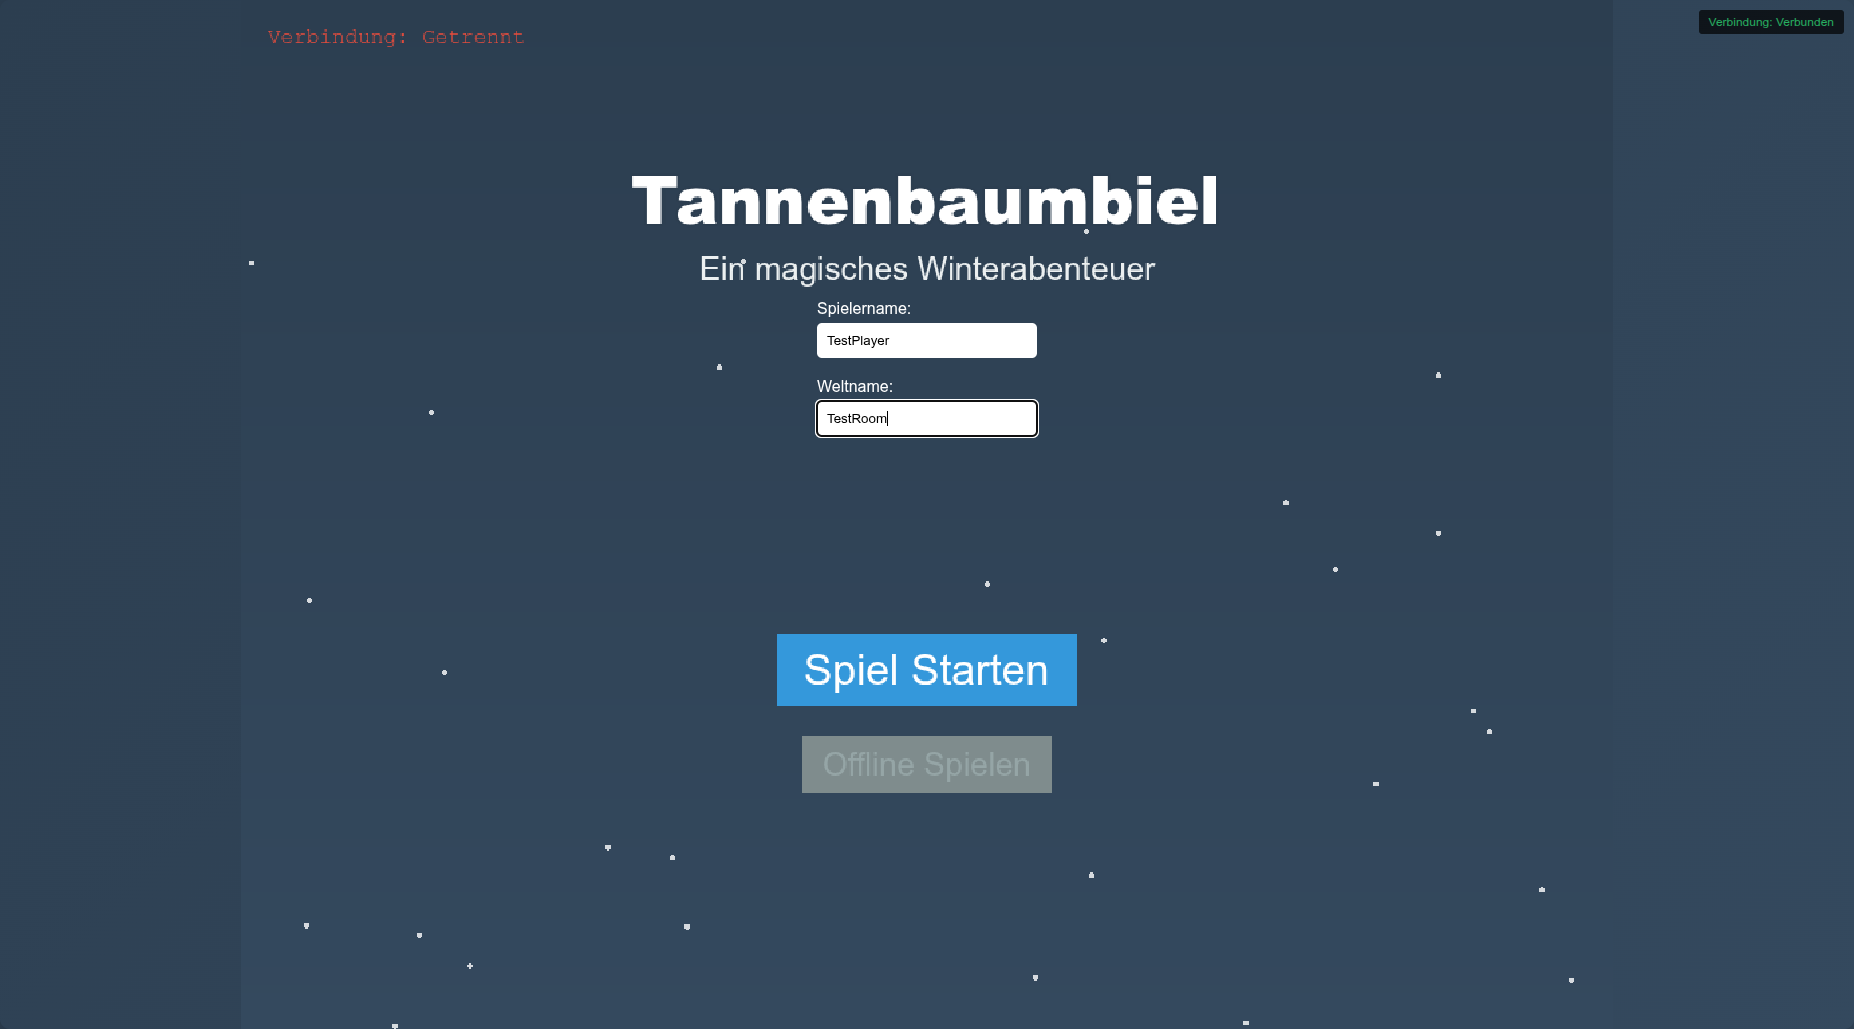 Verbindung: Getrennt
Verbindung: Verbunden
Tannenbaumbiel
Ein magisches Winterabenteuer
Spielername:
TestPlayer
Weltname:
TestRoom
Spiel Starten
Offline Spielen